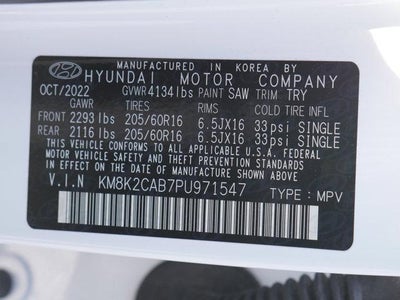 MANUFACTURED IN KOREA BY
HYUNDAI MOTOR COMPANY
OCT/2022 GVWR 4134 lbs PAINT SAW TRIM TRY
GAWR TIRES RIMS COLD TIRE INFL
FRONT 2293 lbs 205/60R16 6.5JX16 33psi SINGLE
REAR 2116 lbs 205/60R16 6.5JX16 33psi SINGLE
THIS VEHICLE CONFORMS TO ALL APPLICABLE
U.S.A. FEDERAL MOTOR VEHICLE SAFETY AND
THEFT PREVENTION STANDARDS IN EFFECT ON THE
DATE OF MANUFACTURE SHOWN ABOVE.
V.I.N KM8K2CAB7PU971547 TYPE : MPV